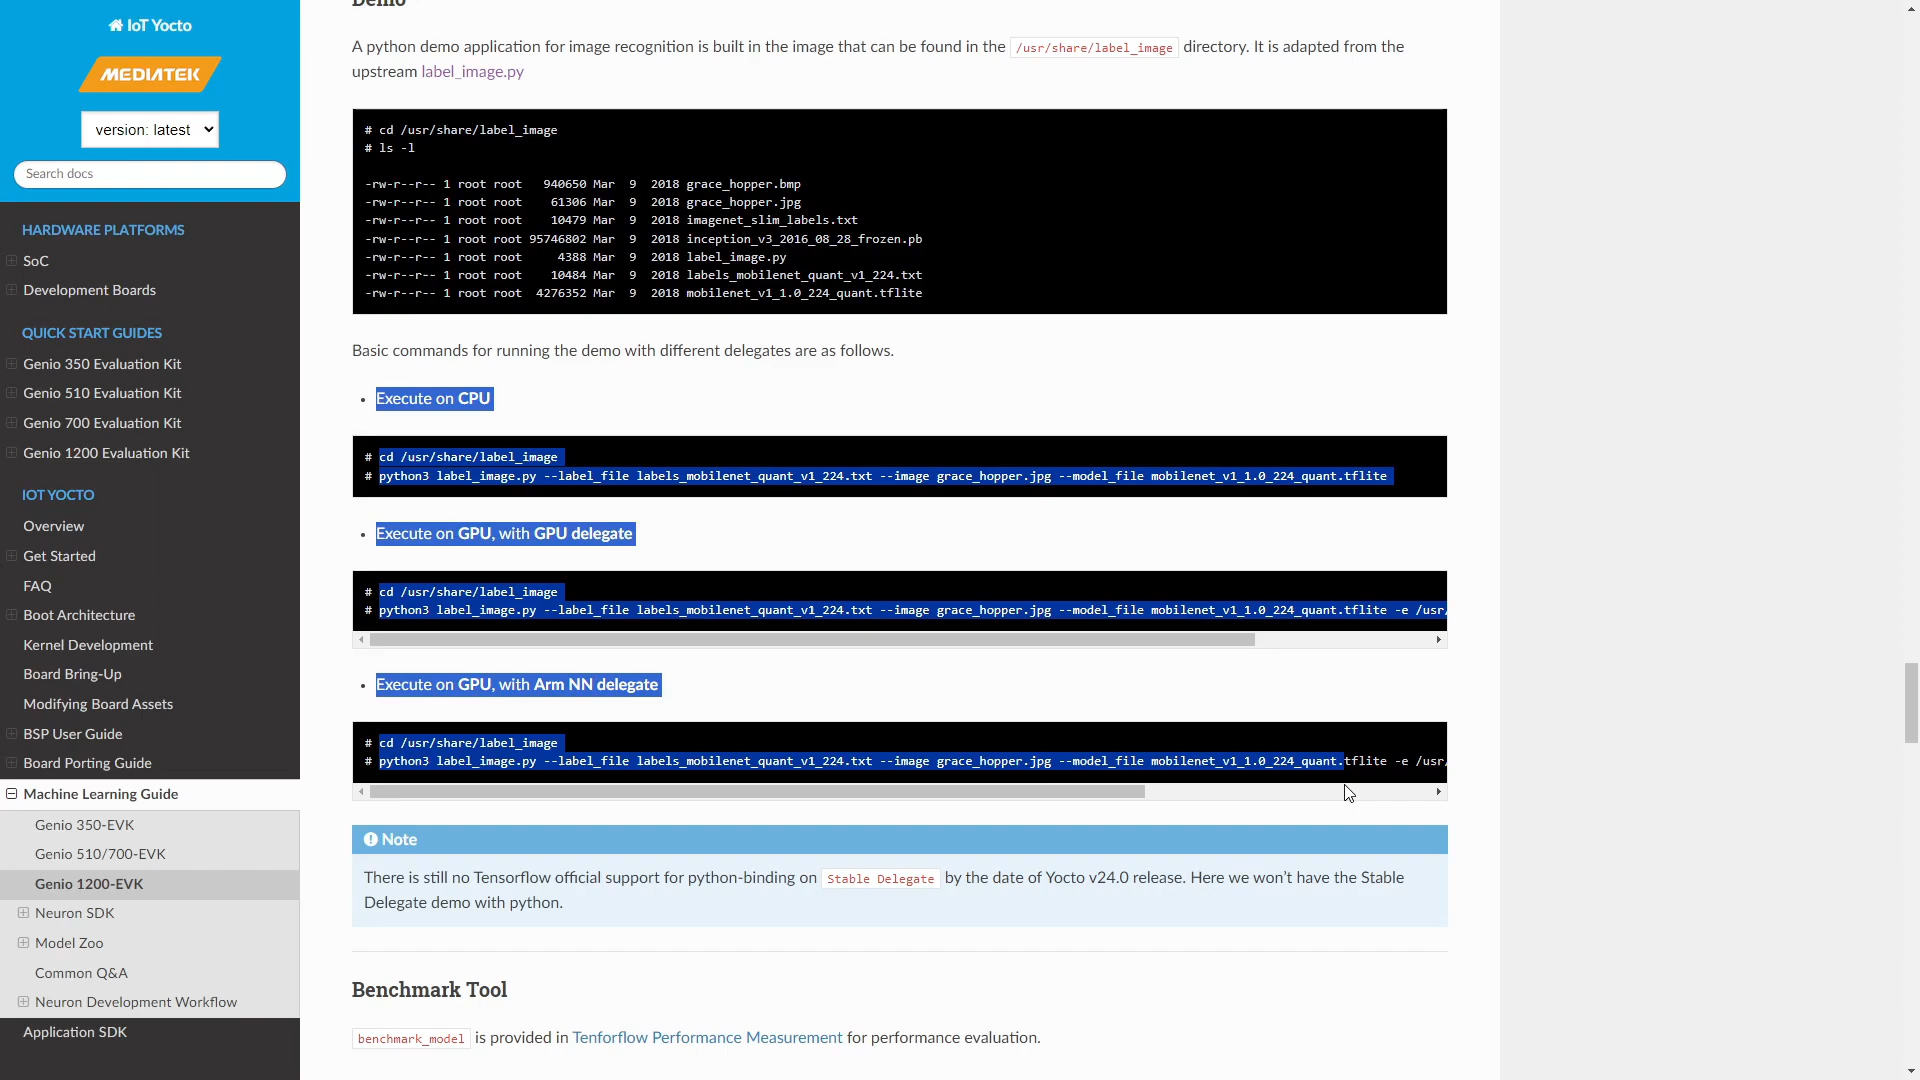 IoT Yocto
MEDIATEK
version: latest
Search docs
HARDWARE PLATFORMS
SoC
Development Boards
QUICK START GUIDES
Genio 350 Evaluation Kit
Genio 510 Evaluation Kit
Genio 700 Evaluation Kit
Genio 1200 Evaluation Kit
IOT YOCTO
Overview
Get Started
FAQ
Boot Architecture
Kernel Development
Board Bring-Up
Modifying Board Assets
BSP User Guide
Board Porting Guide
Machine Learning Guide
Genio 350-EVK
Genio 510/700-EVK
Genio 1200-EVK
Neuron SDK
Model Zoo
Common Q&A
Neuron Development Workflow
Application SDK
Demo
A python demo application for image recognition is built in the image that can be found in the /usr/share/label_image directory. It is adapted from the
upstream label_image.py
# cd /usr/share/label_image
# ls -l
-rw-r--r-- 1 root root   940650 Mar  9  2018 grace_hopper.bmp
-rw-r--r-- 1 root root    61306 Mar  9  2018 grace_hopper.jpg
-rw-r--r-- 1 root root    10479 Mar  9  2018 imagenet_slim_labels.txt
-rw-r--r-- 1 root root 95746802 Mar  9  2018 inception_v3_2016_08_28_frozen.pb
-rw-r--r-- 1 root root     4388 Mar  9  2018 label_image.py
-rw-r--r-- 1 root root    10484 Mar  9  2018 labels_mobilenet_quant_v1_224.txt
-rw-r--r-- 1 root root  4276352 Mar  9  2018 mobilenet_v1_1.0_224_quant.tflite
Basic commands for running the demo with different delegates are as follows.
• Execute on CPU
# cd /usr/share/label_image
# python3 label_image.py --label_file labels_mobilenet_quant_v1_224.txt --image grace_hopper.jpg --model_file mobilenet_v1_1.0_224_quant.tflite
• Execute on GPU, with GPU delegate
# cd /usr/share/label_image
# python3 label_image.py --label_file labels_mobilenet_quant_v1_224.txt --image grace_hopper.jpg --model_file mobilenet_v1_1.0_224_quant.tflite -e /usr/
• Execute on GPU, with Arm NN delegate
# cd /usr/share/label_image
# python3 label_image.py --label_file labels_mobilenet_quant_v1_224.txt --image grace_hopper.jpg --model_file mobilenet_v1_1.0_224_quant.tflite -e /usr/
Note
There is still no Tensorflow official support for python-binding on Stable Delegate by the date of Yocto v24.0 release. Here we won't have the Stable
Delegate demo with python.
Benchmark Tool
benchmark_model is provided in Tenforflow Performance Measurement for performance evaluation.